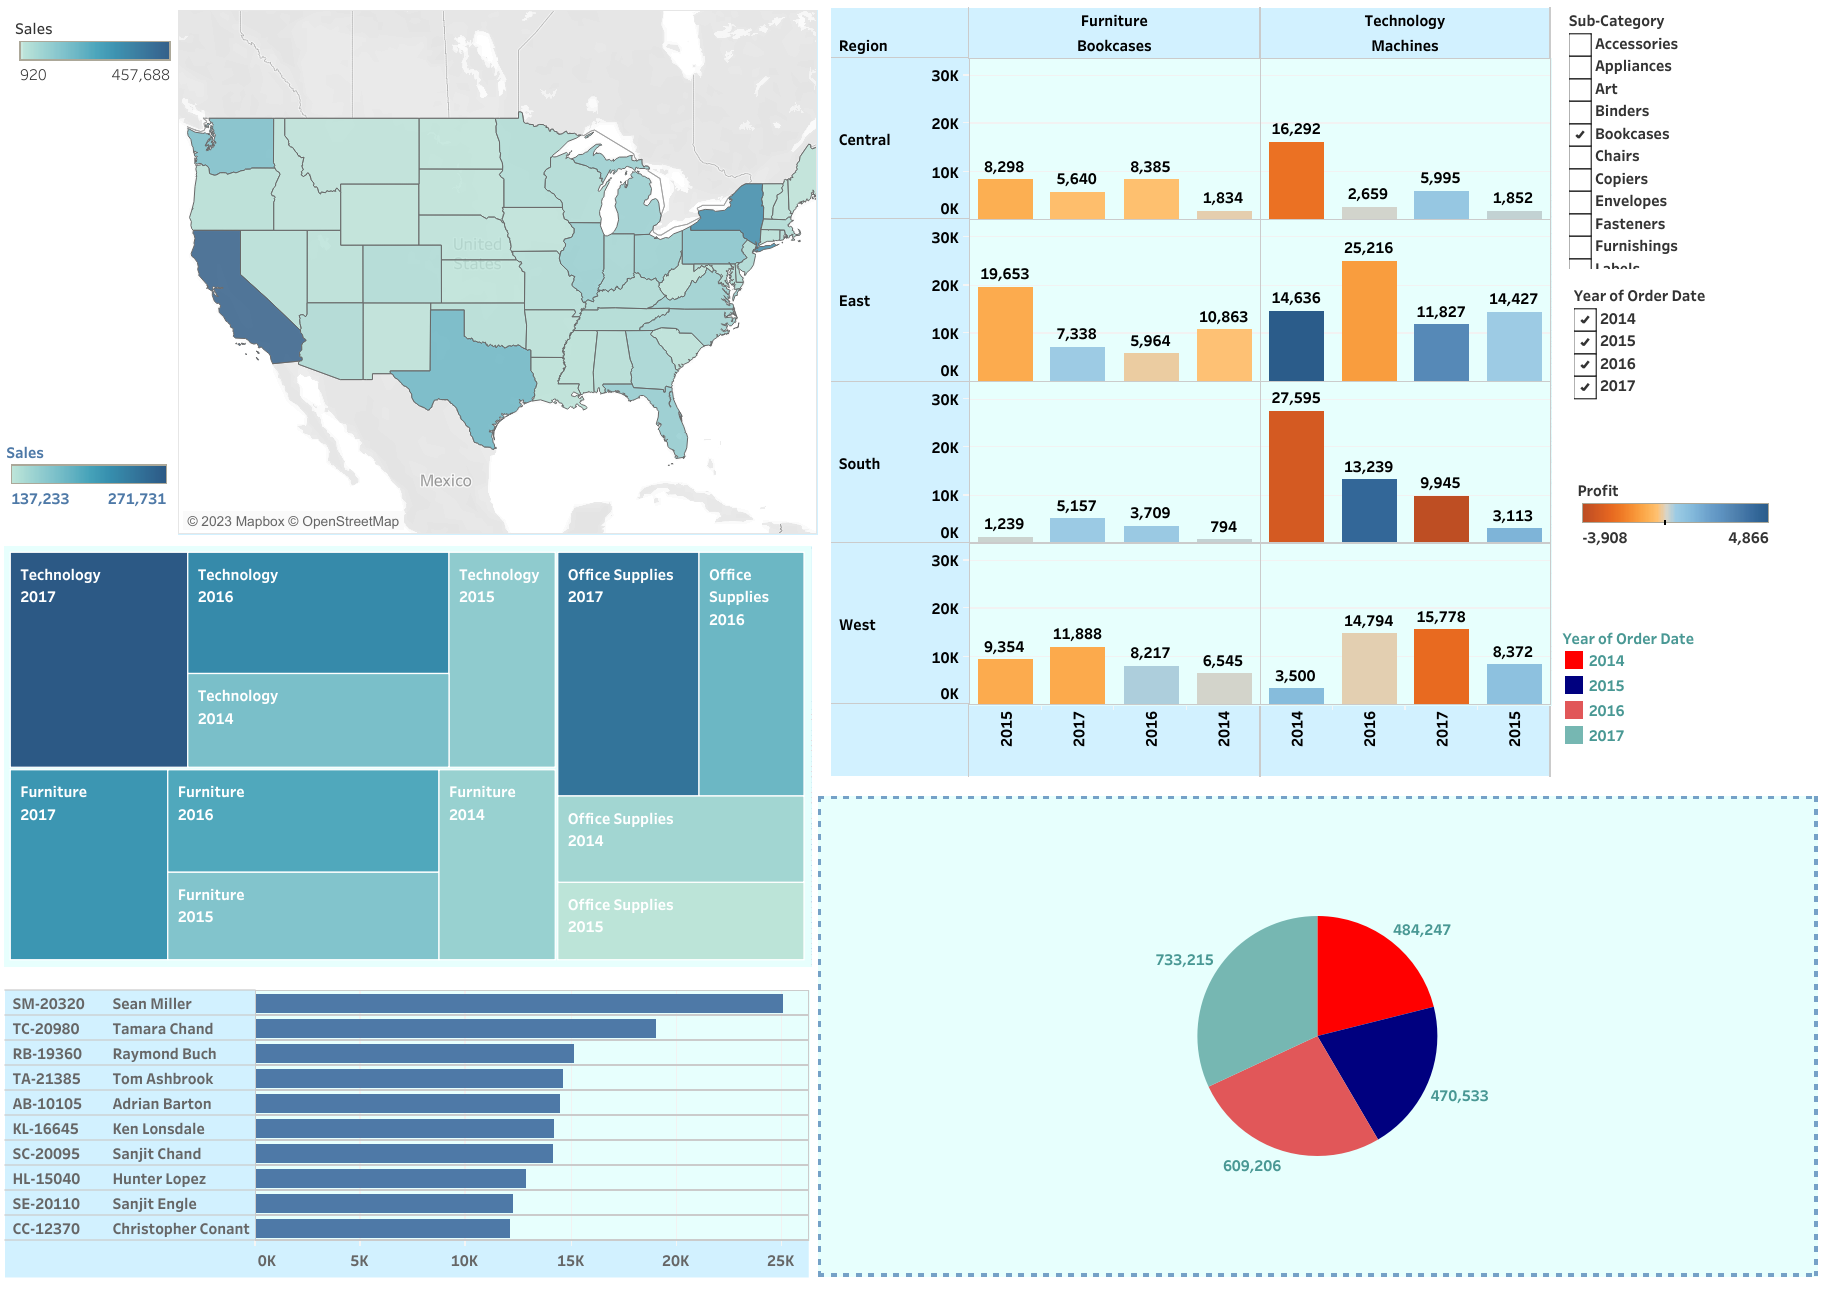 Sales
920 457,688
United
States
Mexico
© 2023 Mapbox © OpenStreetMap
Sales
137,233 271,731
Region
Furniture Technology
Bookcases Machines
Central
30K
20K
10K
0K
8,298 5,640 8,385 1,834 16,292 2,659 5,995 1,852
East
30K
20K
10K
0K
19,653 7,338 5,964 10,863 14,636 25,216 11,827 14,427
South
30K
20K
10K
0K
1,239 5,157 3,709 794 27,595 13,239 9,945 3,113
West
30K
20K
10K
0K
9,354 11,888 8,217 6,545 3,500 14,794 15,778 8,372
2015 2017 2016 2014 2014 2016 2017 2015
Sub-Category
Accessories
Appliances
Art
Binders
Bookcases
Chairs
Copiers
Envelopes
Fasteners
Furnishings
Labels
Year of Order Date
2014
2015
2016
2017
Profit
-3,908 4,866
Year of Order Date
2014
2015
2016
2017
Technology
2017
Technology
2016
Technology
2014
Technology
2015
Office Supplies
2017
Office
Supplies
2016
Furniture
2017
Furniture
2016
Furniture
2015
Furniture
2014
Office Supplies
2014
Office Supplies
2015
SM-20320 Sean Miller
TC-20980 Tamara Chand
RB-19360 Raymond Buch
TA-21385 Tom Ashbrook
AB-10105 Adrian Barton
KL-16645 Ken Lonsdale
SC-20095 Sanjit Chand
HL-15040 Hunter Lopez
SE-20110 Sanjit Engle
CC-12370 Christopher Conant
0K 5K 10K 15K 20K 25K
484,247
733,215
470,533
609,206